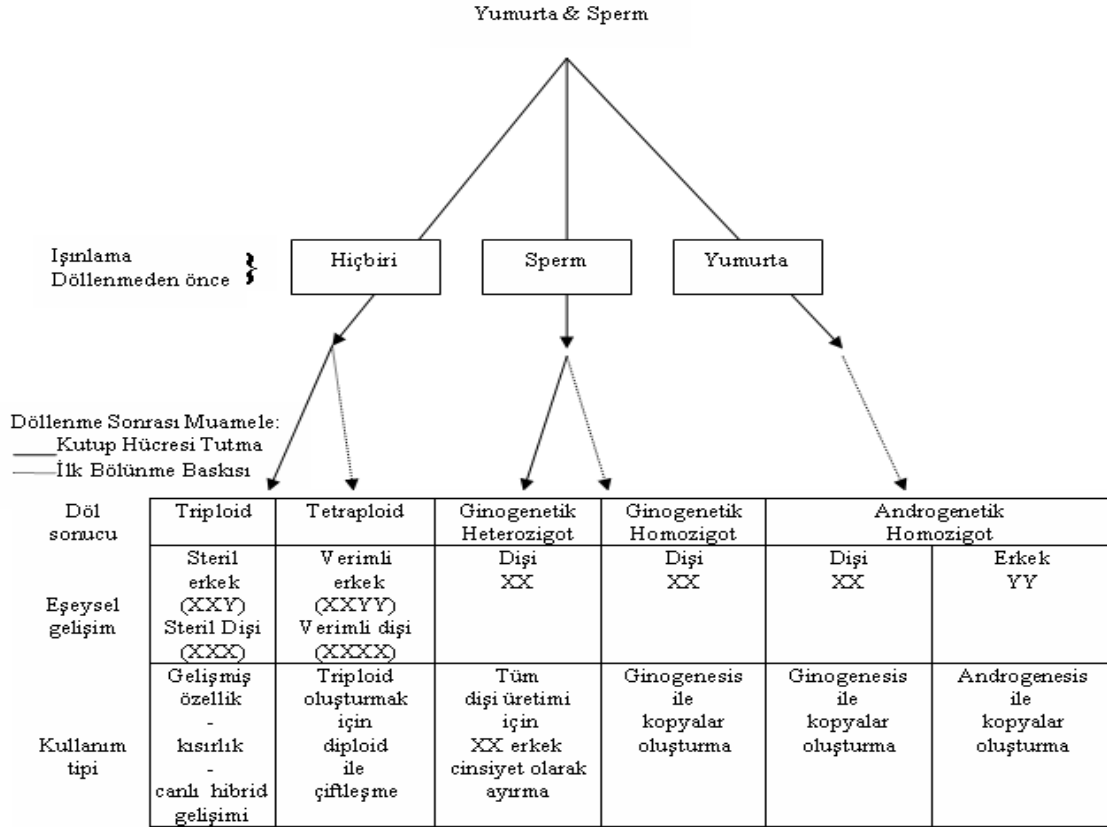 Yumurta & Sperm
Işınlama
Döllenmeden önce
Hiçbiri
Sperm
Yumurta
Döllenme Sonrası Muamele:
Kutup Hücresi Tutma
İlk Bölünme Baskısı
Döl
sonucu
Triploid
Tetraploid
Ginogenetik
Heterozigot
Ginogenetik
Homozigot
Androgenetik
Homozigot
Eşeysel
gelişim
Steril
erkek
(XXY)
Steril Dişi
(XXX)
Verimli
erkek
(XXYY)
Verimli dişi
(XXXX)
Dişi
XX
Dişi
XX
Dişi
XX
Erkek
YY
Kullanım
tipi
Gelişmiş
özellik
-
kısırlık
-
canlı hibrid
gelişimi
Triploid
oluşturmak
için
diploid
ile
çiftleşme
Tüm
dişi üretimi
için
XX erkek
cinsiyet olarak
ayırma
Ginogenesis
ile
kopyalar
oluşturma
Ginogenesis
ile
kopyalar
oluşturma
Androgenesis
ile
kopyalar
oluşturma